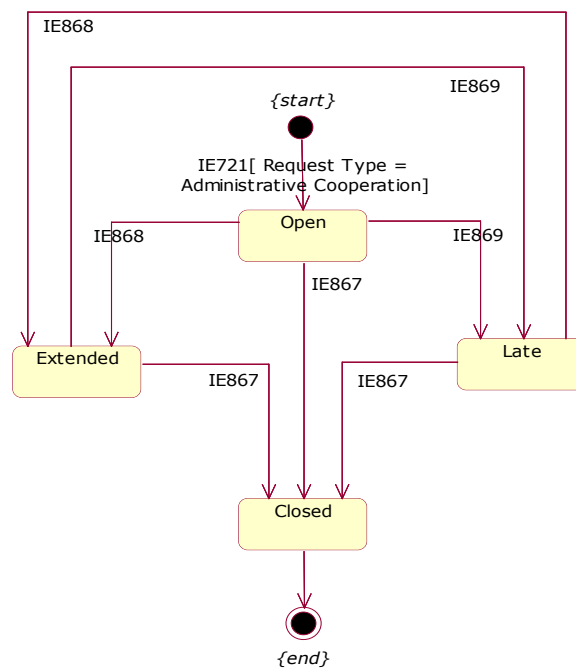 IE868
IE869
{start}
IE721[ Request Type =
Administrative Cooperation]
Open
IE868
IE869
IE867
Extended
Late
IE867
IE867
Closed
{end}